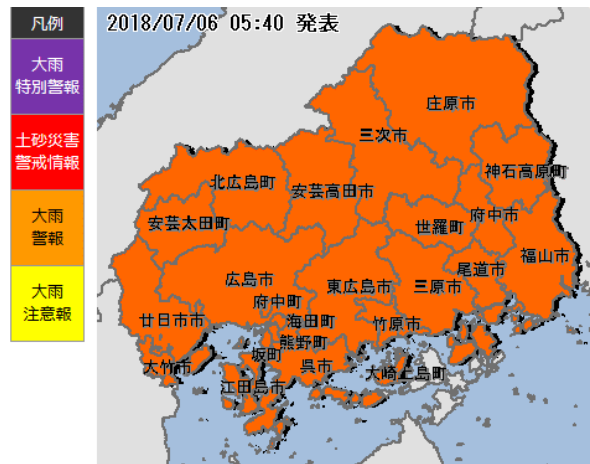 凡例
大雨
特別警報
土砂災害
警戒情報
大雨
警報
大雨
注意報
2018/07/06 05:40 発表
庄原市
三次市
神石高原町
北広島町
安芸高田市
安芸太田町
府中市
世羅町
福山市
尾道市
広島市
東広島市
三原市
府中町
廿日市市
海田町
竹原市
熊野町
坂町
呉市
大竹市
大崎上島町
江田島市